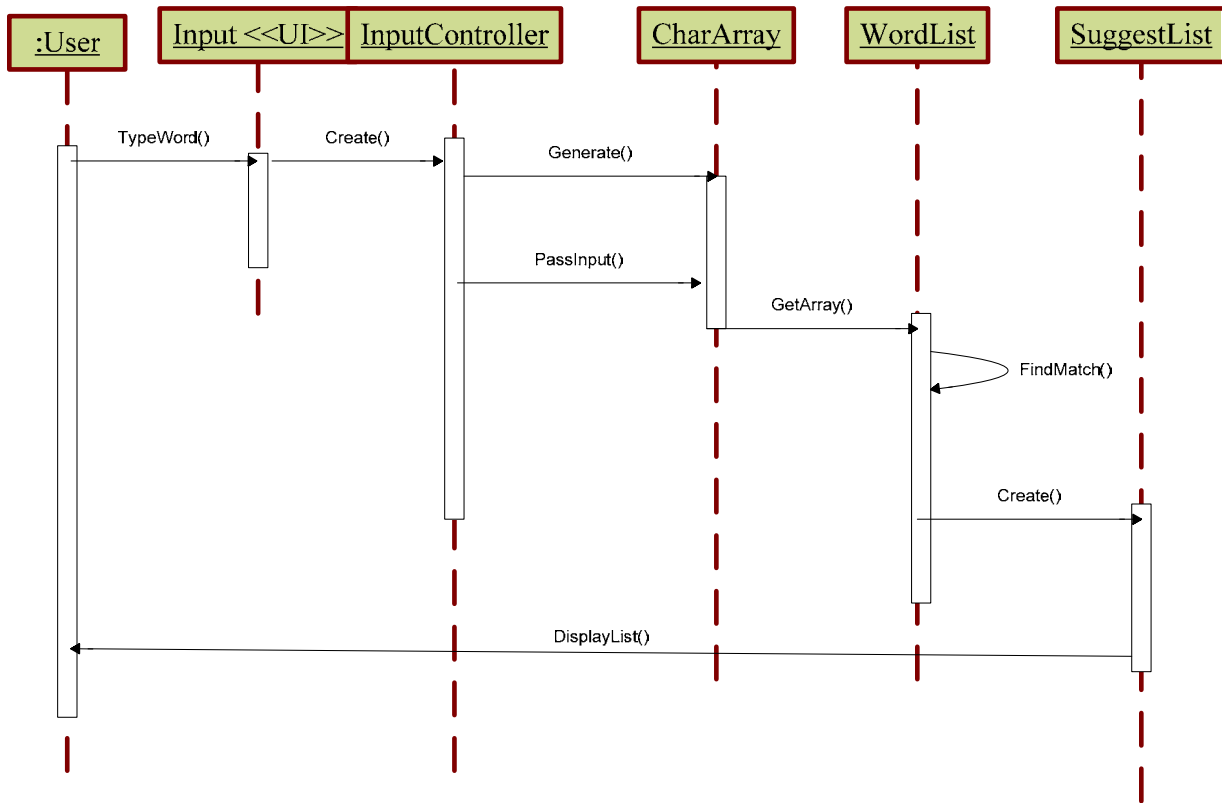 :User
Input <<UI>>
InputController
CharArray
WordList
SuggestList
TypeWord()
Create()
Generate()
PassInput()
GetArray()
FindMatch()
Create()
DisplayList()